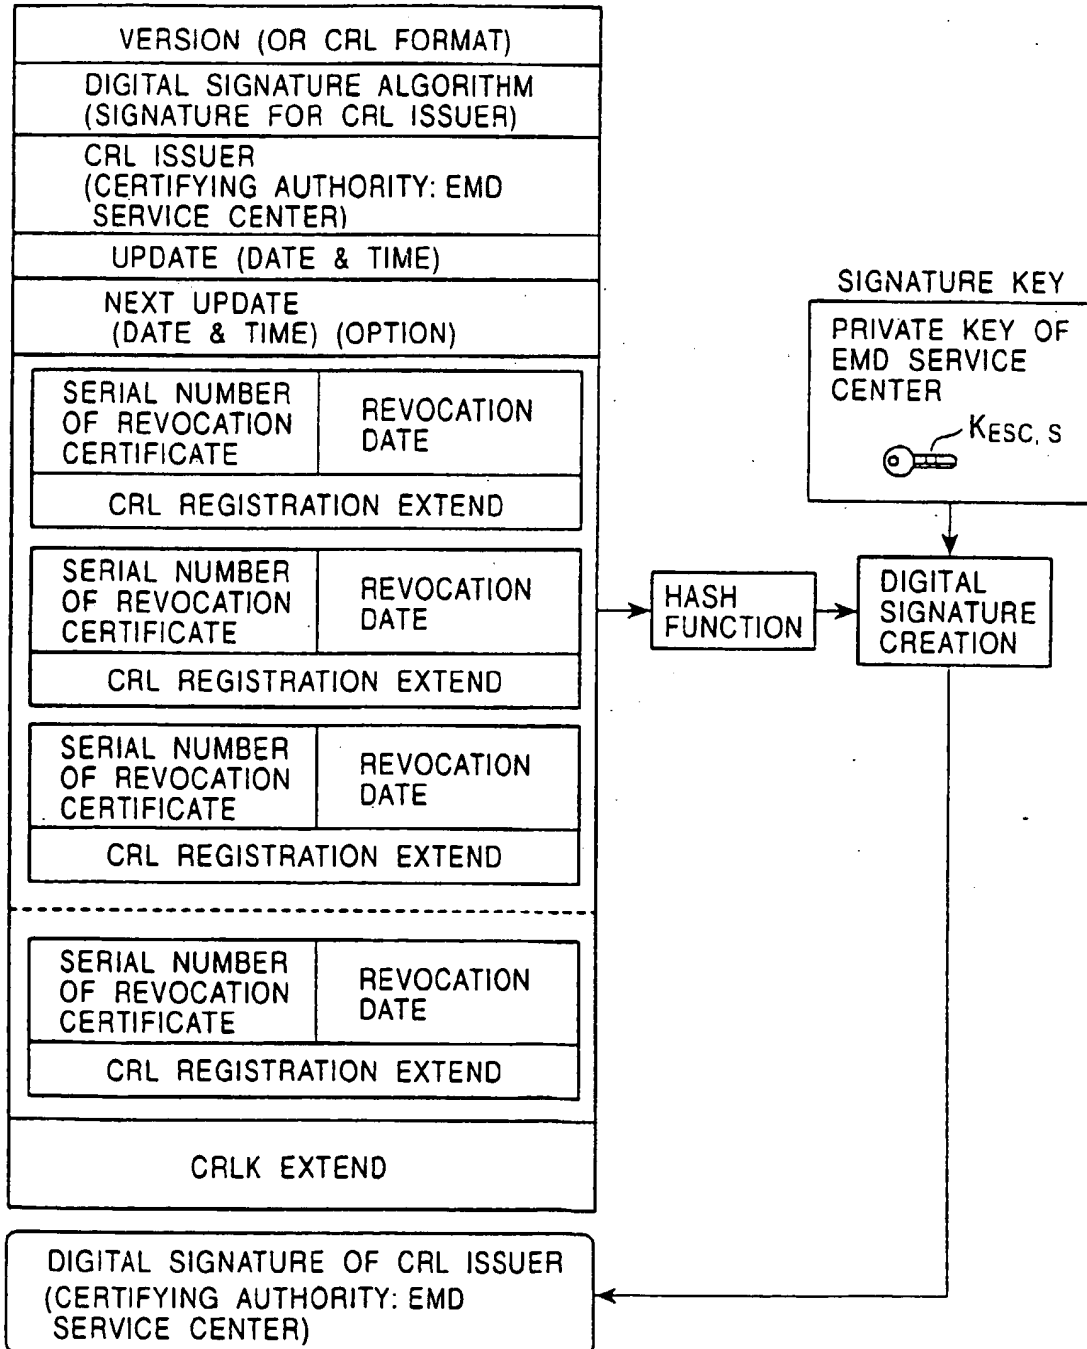 VERSION (OR CRL FORMAT)
DIGITAL SIGNATURE ALGORITHM
(SIGNATURE FOR CRL ISSUER)
CRL ISSUER
(CERTIFYING AUTHORITY: EMD
SERVICE CENTER)
UPDATE (DATE & TIME)
NEXT UPDATE
(DATE & TIME) (OPTION)
SERIAL NUMBER
OF REVOCATION
CERTIFICATE
REVOCATION
DATE
CRL REGISTRATION EXTEND
SERIAL NUMBER
OF REVOCATION
CERTIFICATE
REVOCATION
DATE
CRL REGISTRATION EXTEND
SERIAL NUMBER
OF REVOCATION
CERTIFICATE
REVOCATION
DATE
CRL REGISTRATION EXTEND
SERIAL NUMBER
OF REVOCATION
CERTIFICATE
REVOCATION
DATE
CRL REGISTRATION EXTEND
CRLK EXTEND
SIGNATURE KEY
PRIVATE KEY OF
EMD SERVICE
CENTER
KESC, S
HASH
FUNCTION
DIGITAL
SIGNATURE
CREATION
DIGITAL SIGNATURE OF CRL ISSUER
(CERTIFYING AUTHORITY: EMD
SERVICE CENTER)